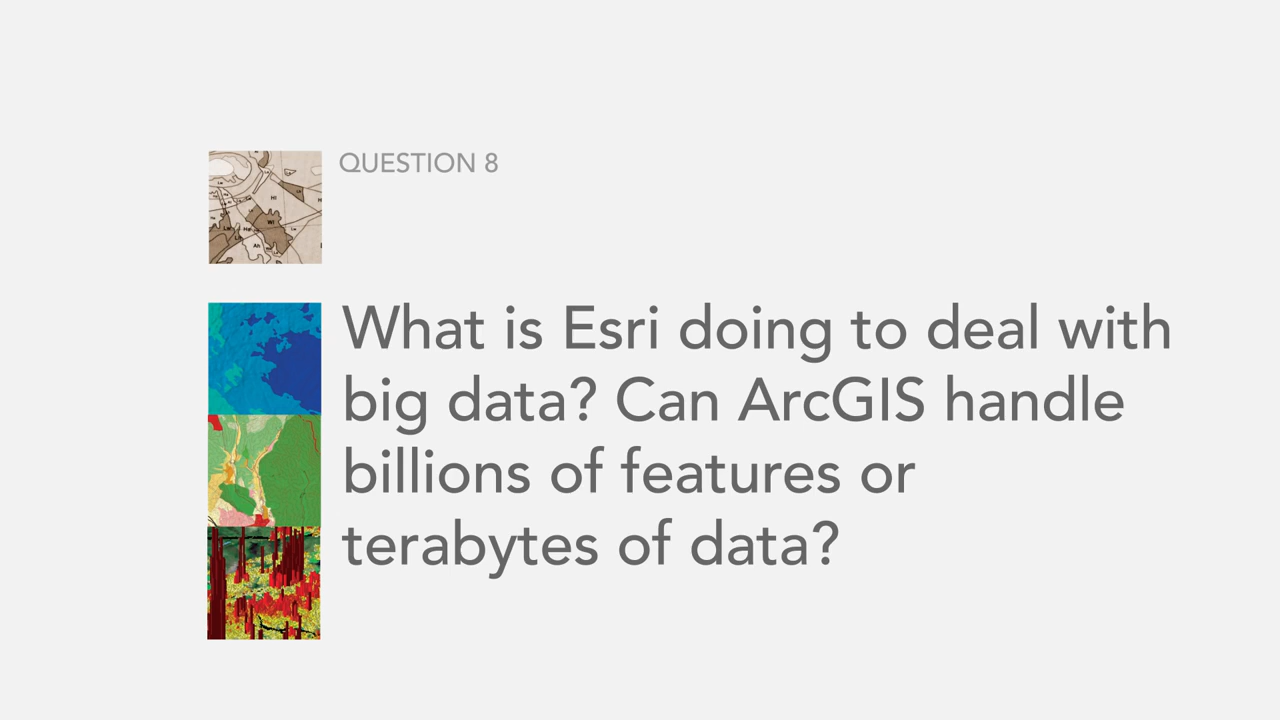 QUESTION 8
What is Esri doing to deal with
big data? Can ArcGIS handle
billions of features or
terabytes of data?